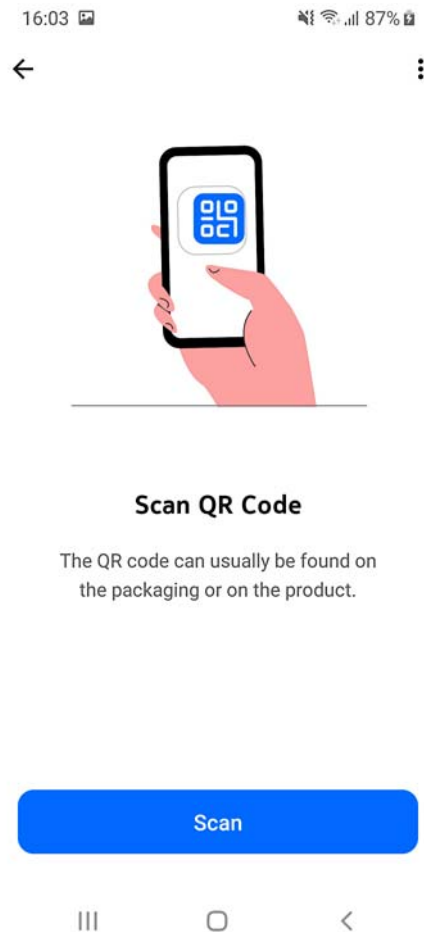 16:03 87%
Scan QR Code
The QR code can usually be found on
the packaging or on the product.
Scan